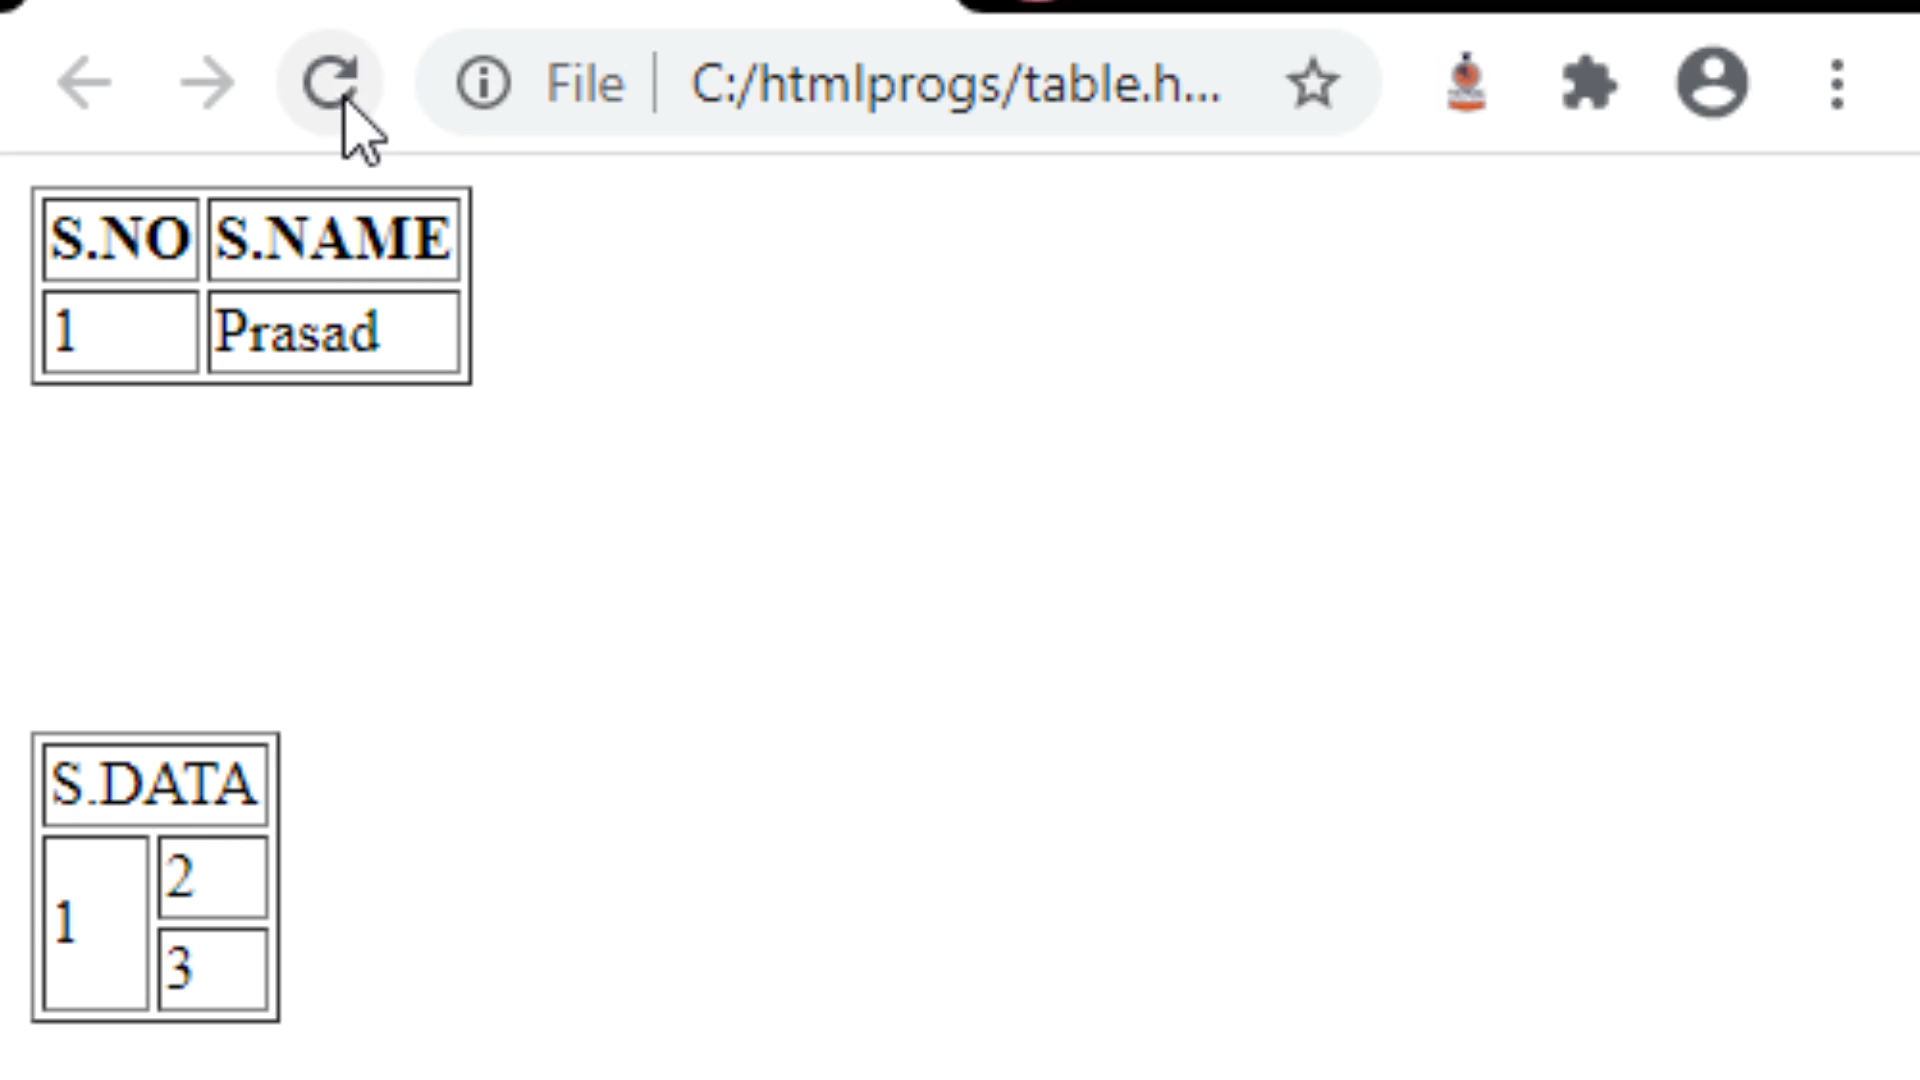 File C:/htmlprogs/table.h...
S.NO S.NAME
1 Prasad
S.DATA
1
2
3